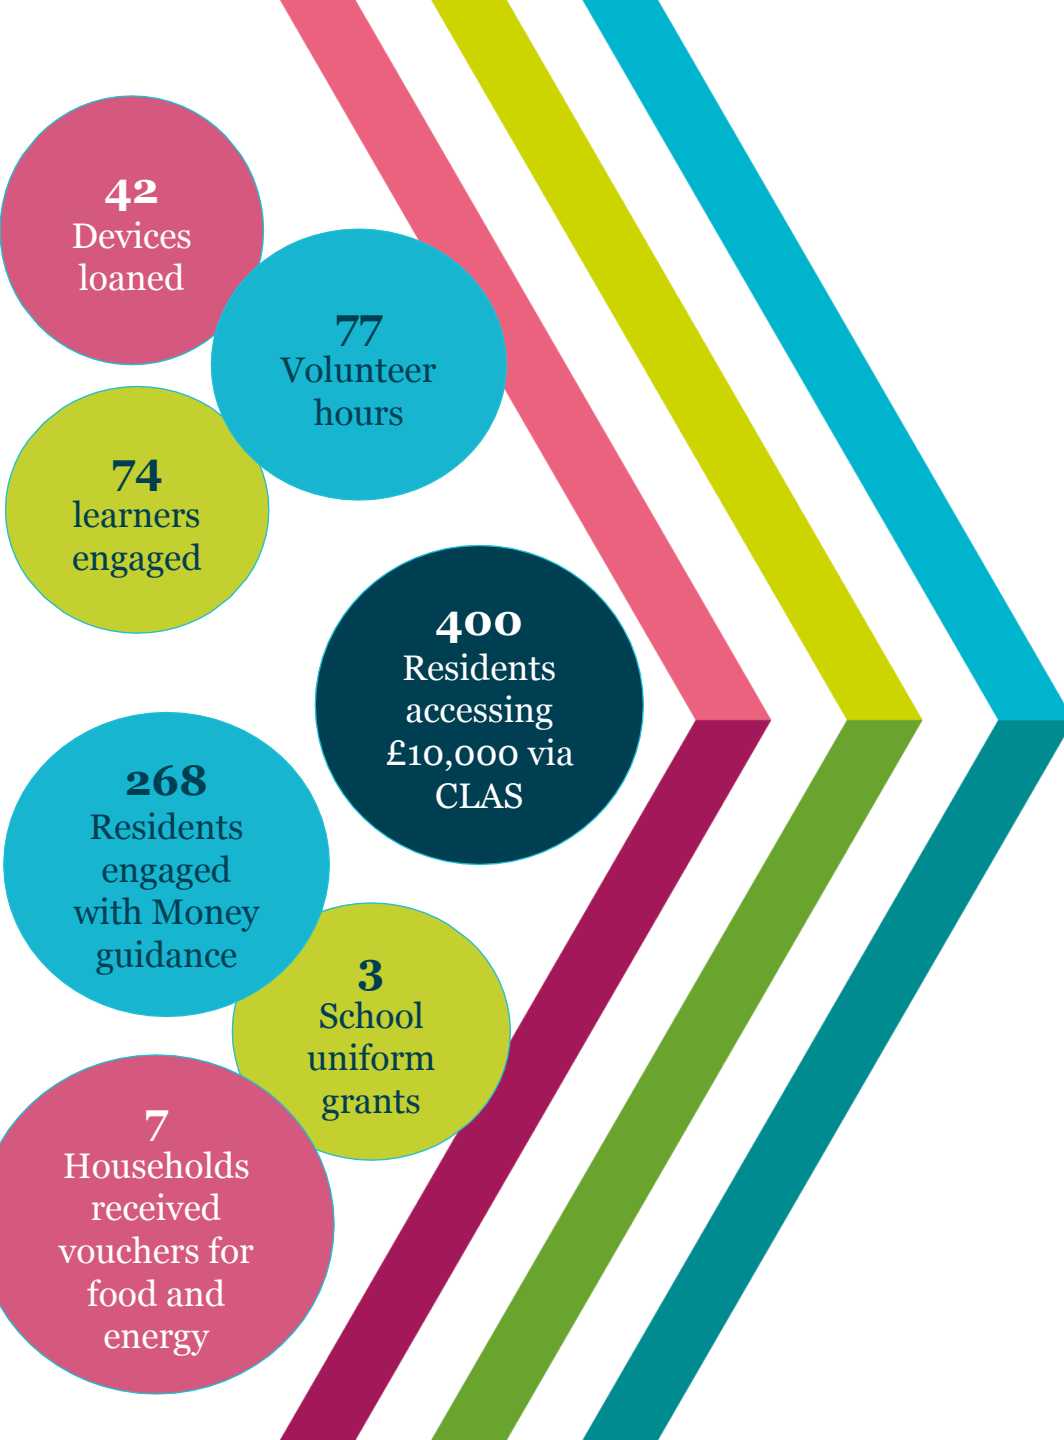 42
Devices
loaned
77
Volunteer
hours
74
learners
engaged
400
Residents
accessing
£10,000 via
CLAS
268
Residents
engaged
with Money
guidance
3
School
uniform
grants
7
Households
received
vouchers for
food and
energy